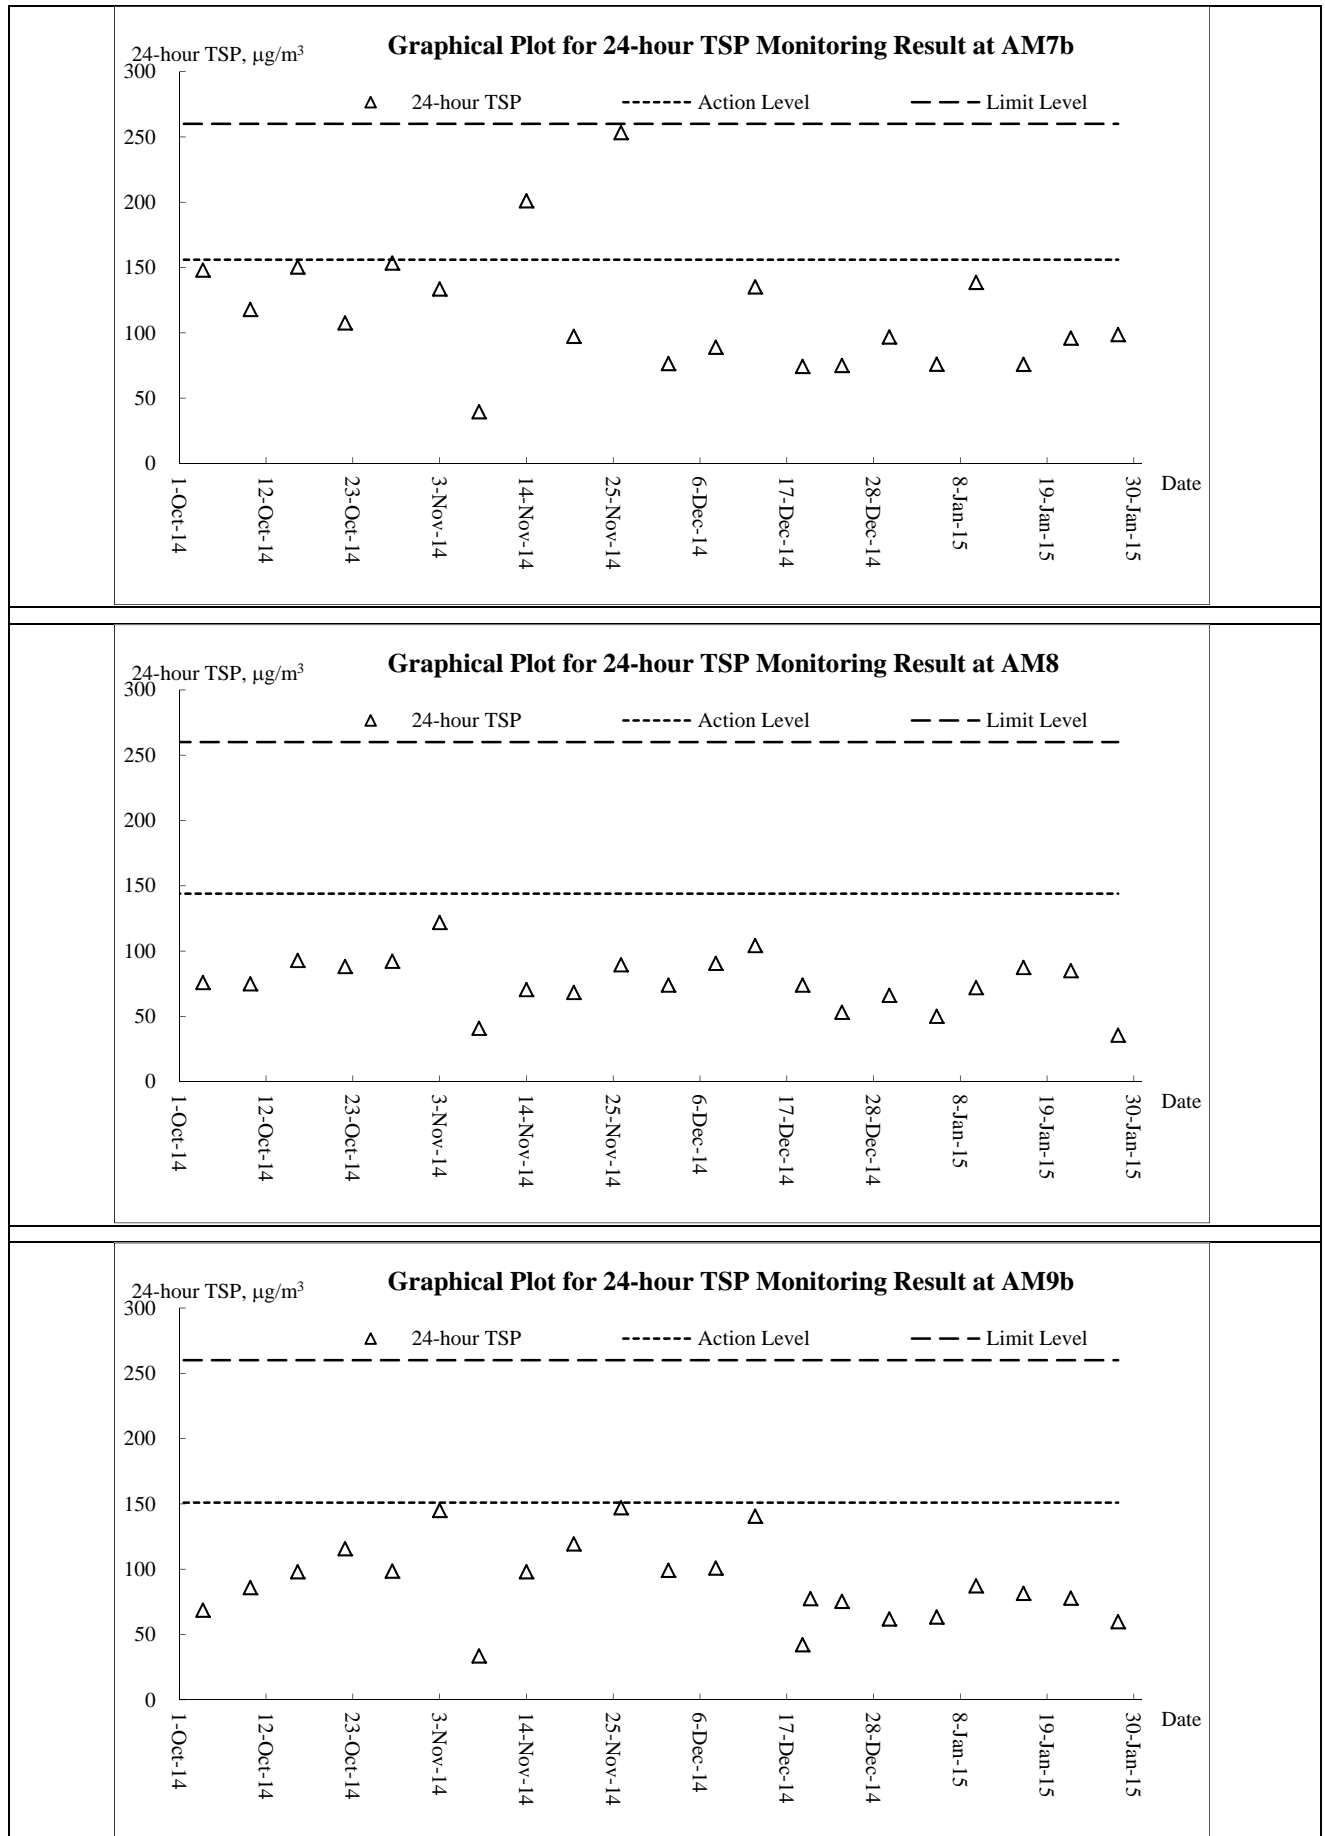 Graphical Plot for 24-hour TSP Monitoring Result at AM7b
24-hour TSP, μg/m³
300
24-hour TSP Action Level Limit Level
250
200
150
100
50
0
1-Oct-14 12-Oct-14 23-Oct-14 3-Nov-14 14-Nov-14 25-Nov-14 6-Dec-14 17-Dec-14 28-Dec-14 8-Jan-15 19-Jan-15 30-Jan-15
Date
Graphical Plot for 24-hour TSP Monitoring Result at AM8
24-hour TSP, μg/m³
300
24-hour TSP Action Level Limit Level
250
200
150
100
50
0
1-Oct-14 12-Oct-14 23-Oct-14 3-Nov-14 14-Nov-14 25-Nov-14 6-Dec-14 17-Dec-14 28-Dec-14 8-Jan-15 19-Jan-15 30-Jan-15
Date
Graphical Plot for 24-hour TSP Monitoring Result at AM9b
24-hour TSP, μg/m³
300
24-hour TSP Action Level Limit Level
250
200
150
100
50
0
1-Oct-14 12-Oct-14 23-Oct-14 3-Nov-14 14-Nov-14 25-Nov-14 6-Dec-14 17-Dec-14 28-Dec-14 8-Jan-15 19-Jan-15 30-Jan-15
Date